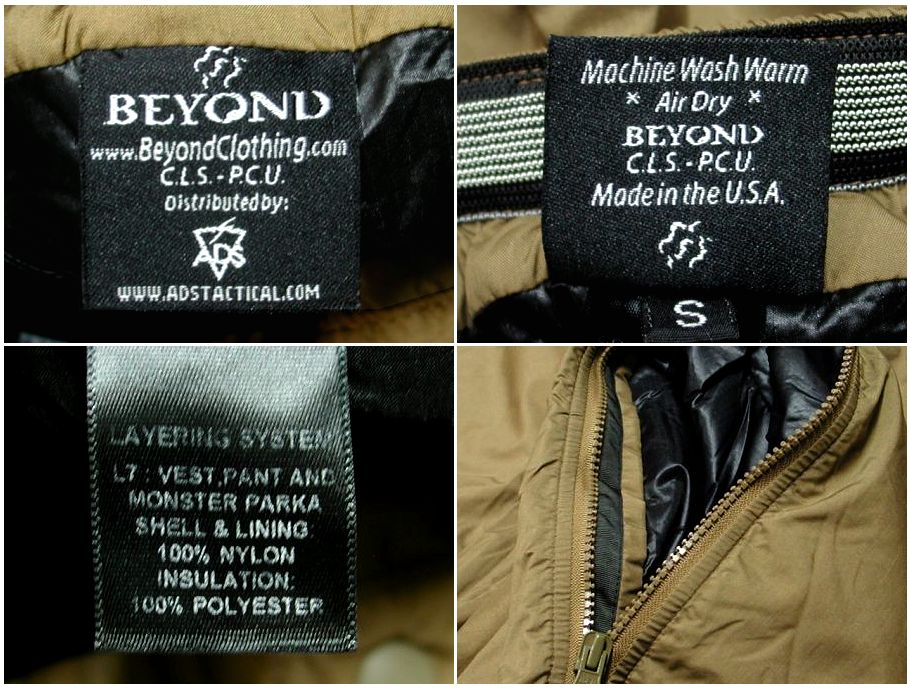 BEYOND
www.BeyondClothing.com
C.L.S.-P.C.U.
Distributed by:
ADS
WWW.ADSTACTICAL.COM
Machine Wash Warm
* Air Dry *
BEYOND
C.L.S.-P.C.U.
Made in the U.S.A.
S
LAYERING SYSTEM
L7 : VEST,PANT AND
MONSTER PARKA
SHELL & LINING:
100% NYLON
INSULATION:
100% POLYESTER